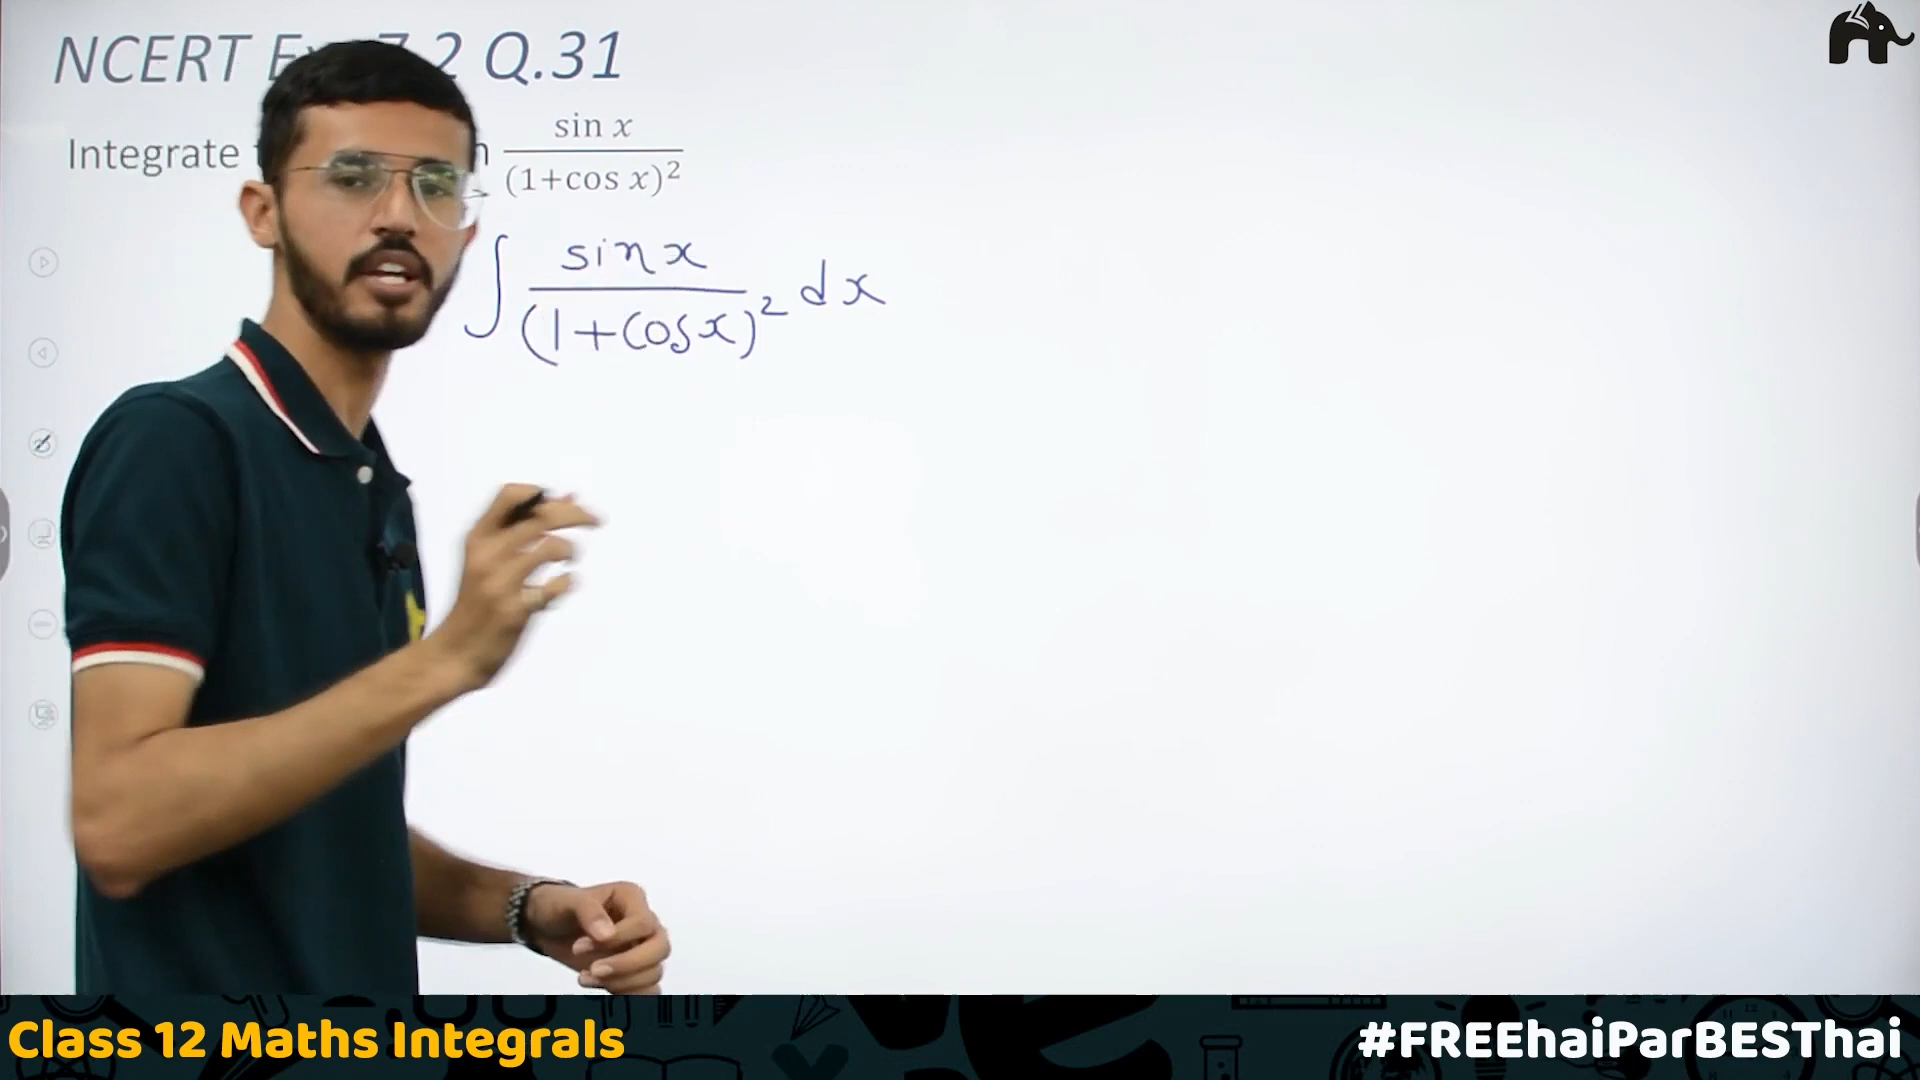 NCERT 7.2 Q.31
Integrate sin x
(1+cos x)²
∫ sin x
(1+cos x)² dx
Class 12 Maths Integrals
#FREEhaiParBESThai